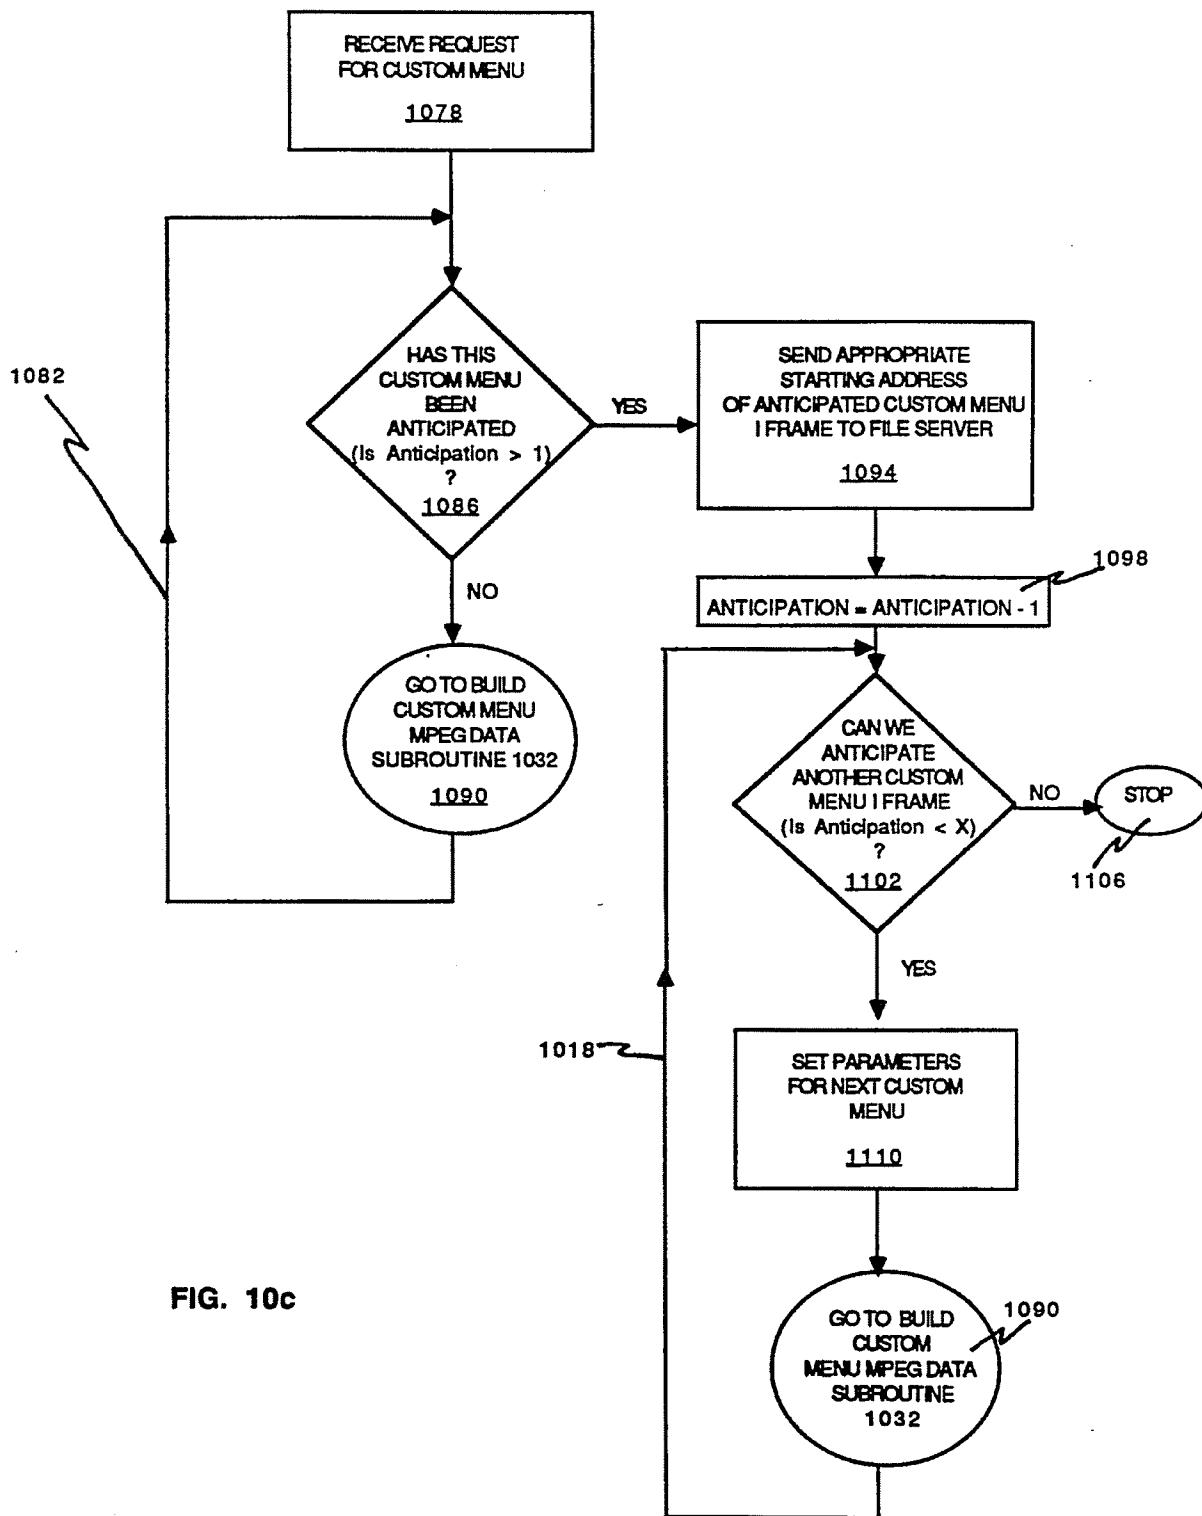 RECEIVE REQUEST
FOR CUSTOM MENU
1078
1082
HAS THIS
CUSTOM MENU
BEEN
ANTICIPATED
(Is Anticipation > 1)
?
1086
YES
NO
SEND APPROPRIATE
STARTING ADDRESS
OF ANTICIPATED CUSTOM MENU
I FRAME TO FILE SERVER
1094
1098
ANTICIPATION = ANTICIPATION - 1
GO TO BUILD
CUSTOM MENU
MPEG DATA
SUBROUTINE 1032
1090
CAN WE
ANTICIPATE
ANOTHER CUSTOM
MENU I FRAME
(Is Anticipation < X)
?
1102
NO
STOP
1106
YES
1018
SET PARAMETERS
FOR NEXT CUSTOM
MENU
1110
GO TO BUILD
CUSTOM
MENU MPEG DATA
SUBROUTINE
1032
1090
FIG. 10c